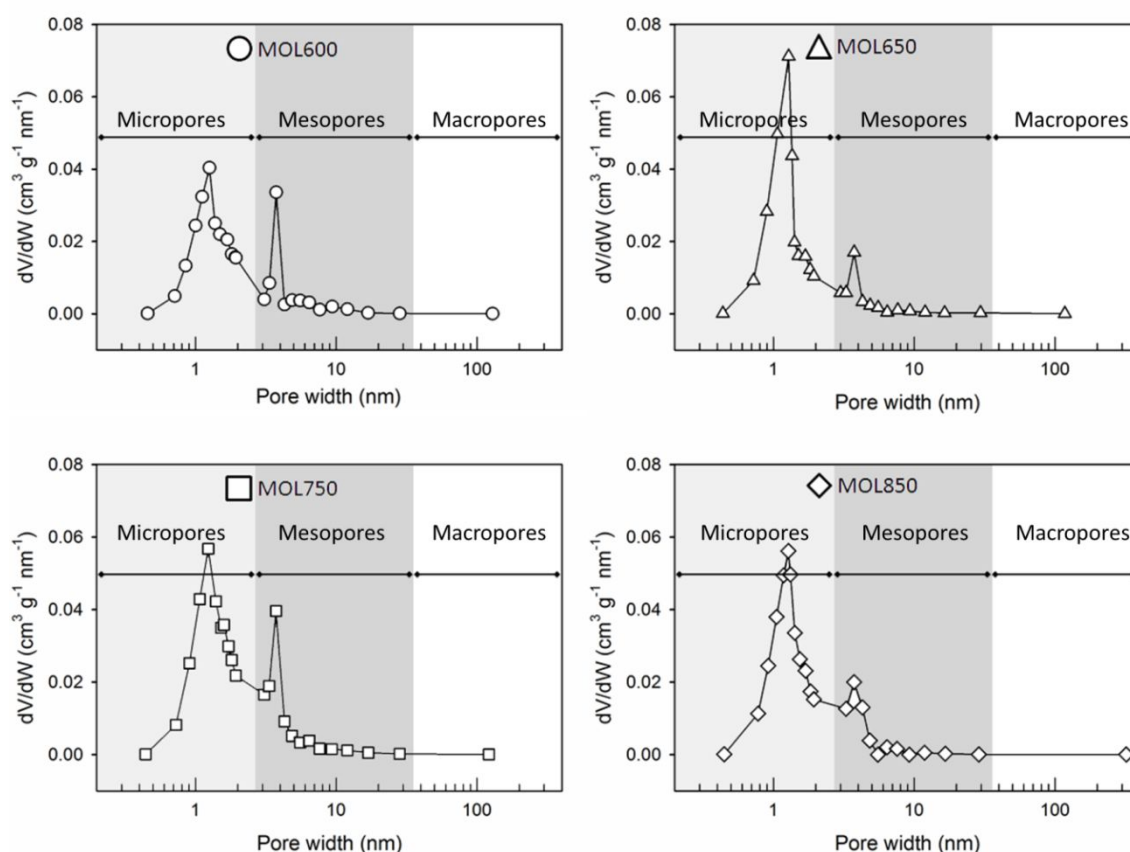 MOL600
0.08
0.06
0.04
0.02
0.00
dV/dW (cm³ g⁻¹ nm⁻¹)
Micropores Mesopores Macropores
1 10 100
Pore width (nm)
MOL650
0.08
0.06
0.04
0.02
0.00
dV/dW (cm³ g⁻¹ nm⁻¹)
Micropores Mesopores Macropores
1 10 100
Pore width (nm)
MOL750
0.08
0.06
0.04
0.02
0.00
dV/dW (cm³ g⁻¹ nm⁻¹)
Micropores Mesopores Macropores
1 10 100
Pore width (nm)
MOL850
0.08
0.06
0.04
0.02
0.00
dV/dW (cm³ g⁻¹ nm⁻¹)
Micropores Mesopores Macropores
1 10 100
Pore width (nm)